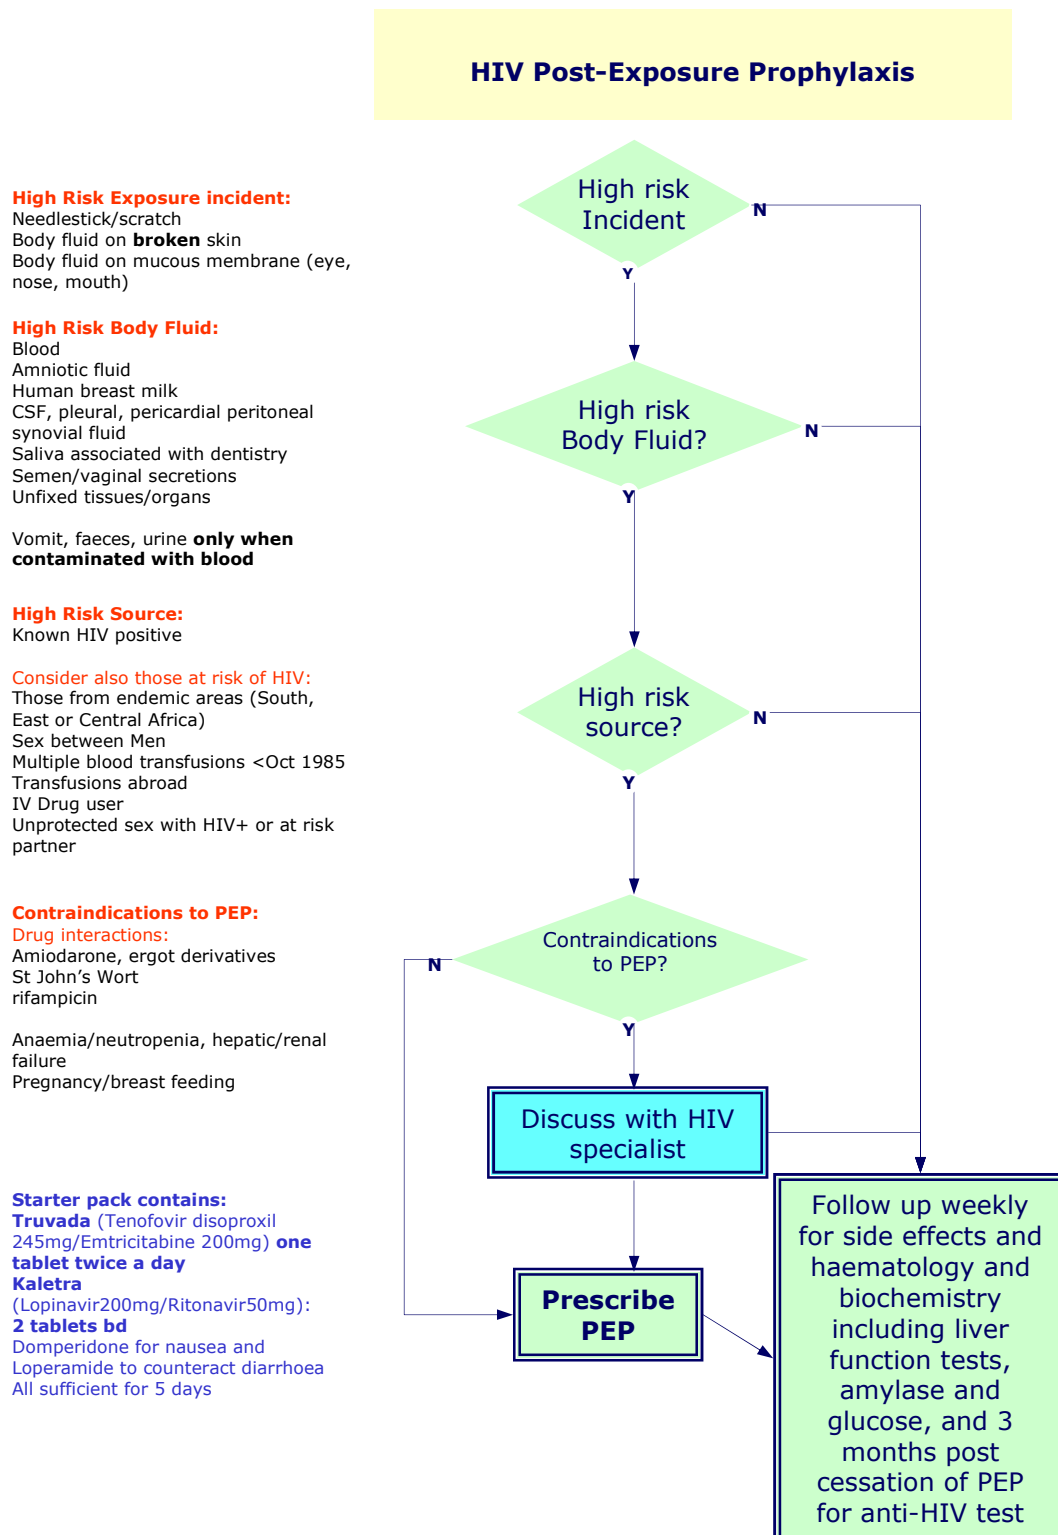 HIV Post-Exposure Prophylaxis
High Risk Exposure incident:
Needlestick/scratch
Body fluid on broken skin
Body fluid on mucous membrane (eye,
nose, mouth)
High Risk Body Fluid:
Blood
Amniotic fluid
Human breast milk
CSF, pleural, pericardial peritoneal
synovial fluid
Saliva associated with dentistry
Semen/vaginal secretions
Unfixed tissues/organs
Vomit, faeces, urine only when
contaminated with blood
High Risk Source:
Known HIV positive
Consider also those at risk of HIV:
Those from endemic areas (South,
East or Central Africa)
Sex between Men
Multiple blood transfusions <Oct 1985
Transfusions abroad
IV Drug user
Unprotected sex with HIV+ or at risk
partner
Contraindications to PEP:
Drug interactions:
Amiodarone, ergot derivatives
St John's Wort
rifampicin
Anaemia/neutropenia, hepatic/renal
failure
Pregnancy/breast feeding
Starter pack contains:
Truvada (Tenofovir disoproxil
245mg/Emtricitabine 200mg) one
tablet twice a day
Kaletra
(Lopinavir200mg/Ritonavir50mg):
2 tablets bd
Domperidone for nausea and
Loperamide to counteract diarrhoea
All sufficient for 5 days
High risk
Incident
N
Y
High risk
Body Fluid?
N
Y
High risk
source?
N
Y
Contraindications
to PEP?
N
Y
Discuss with HIV
specialist
Prescribe
PEP
Follow up weekly
for side effects and
haematology and
biochemistry
including liver
function tests,
amylase and
glucose, and 3
months post
cessation of PEP
for anti-HIV test